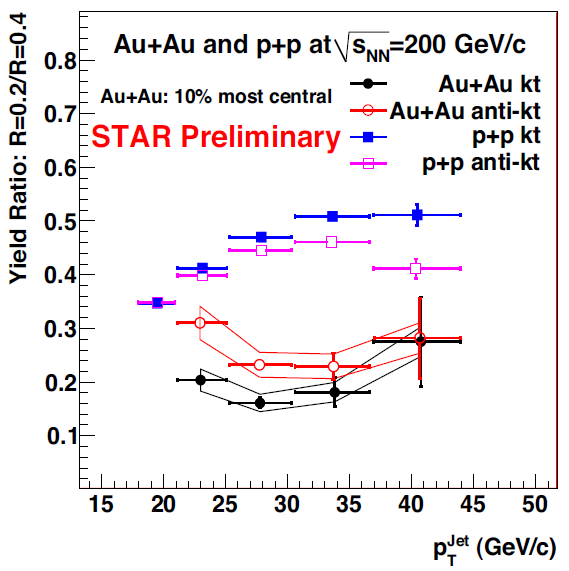 Au+Au and p+p at √sNN=200 GeV/c
Au+Au kt
Au+Au: 10% most central
Au+Au anti-kt
STAR Preliminary
p+p kt
p+p anti-kt
Yield Ratio: R=0.2/R=0.4
0.8
0.7
0.6
0.5
0.4
0.3
0.2
0.1
15 20 25 30 35 40 45 50
pTJet (GeV/c)